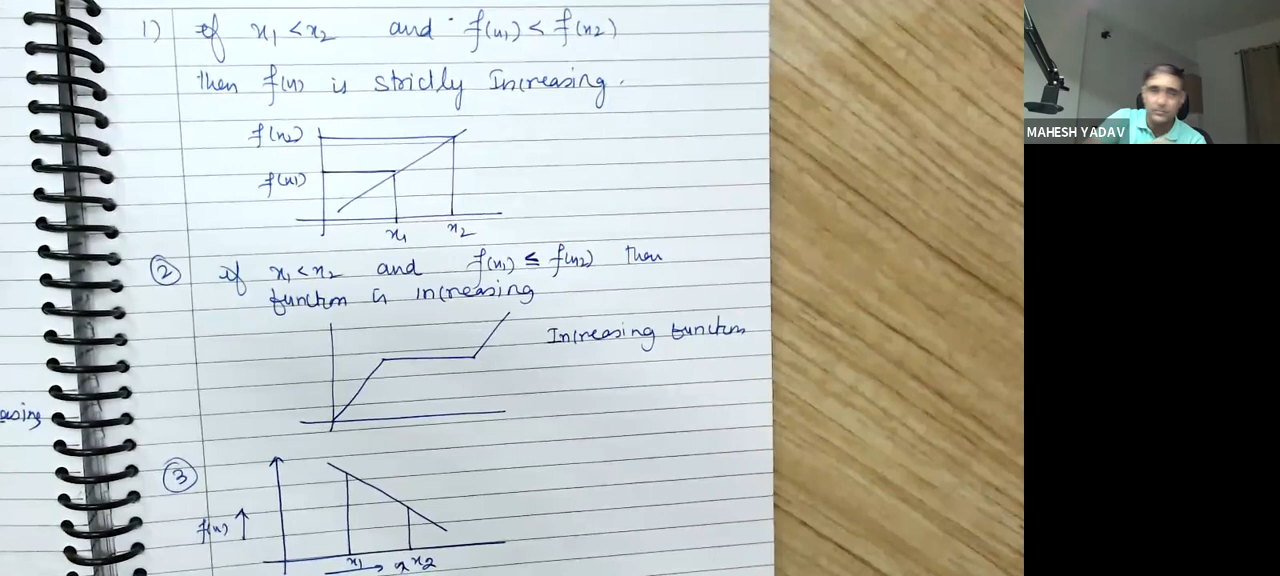 1) If x₁ < x₂ and f(x₁) < f(x₂)
then f(x) is strictly Increasing.
f(x₂)
f(x₁)
x₁ x₂
② If x₁ < x₂ and f(x₁) ≤ f(x₂) then
function is increasing
Increasing function
③
f(x) ↑
x₁ → x x₂
MAHESH YADAV